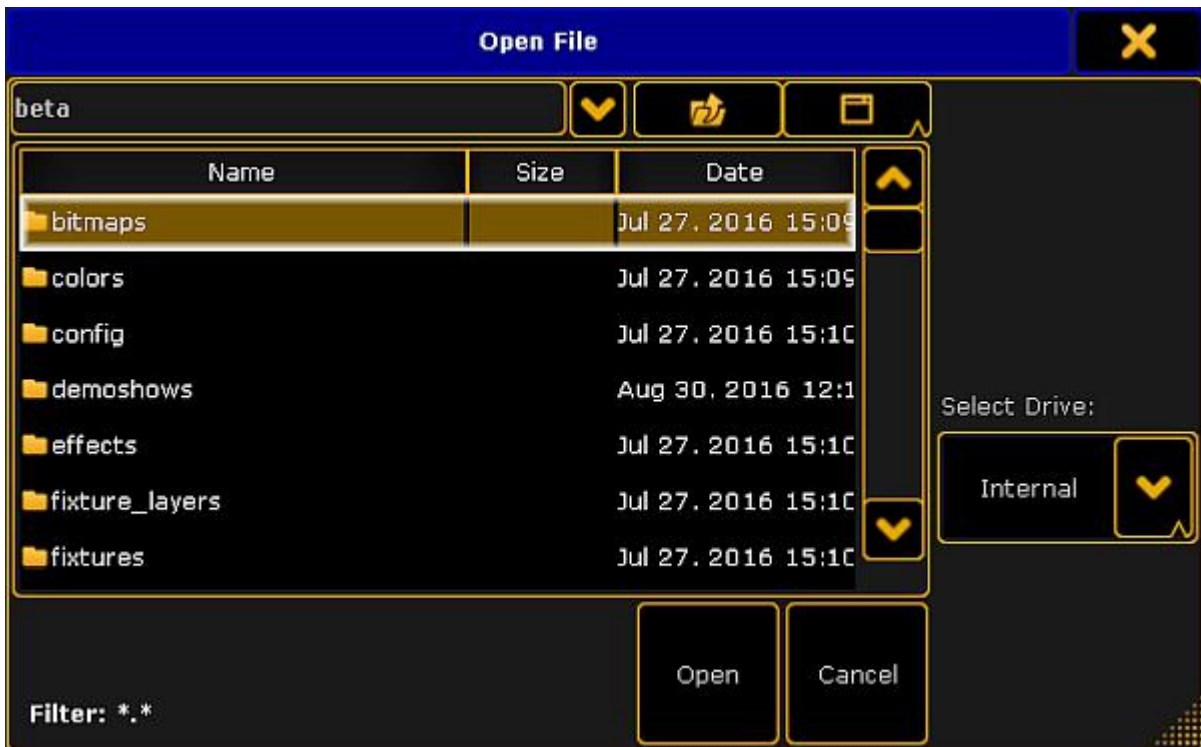 Open File
beta
Name Size Date
bitmaps Jul 27. 2016 15:09
colors Jul 27. 2016 15:09
config Jul 27. 2016 15:10
demoshows Aug 30. 2016 12:1
effects Jul 27. 2016 15:10
fixture_layers Jul 27. 2016 15:10
fixtures Jul 27. 2016 15:10
Select Drive:
Internal
Open Cancel
Filter: *.*